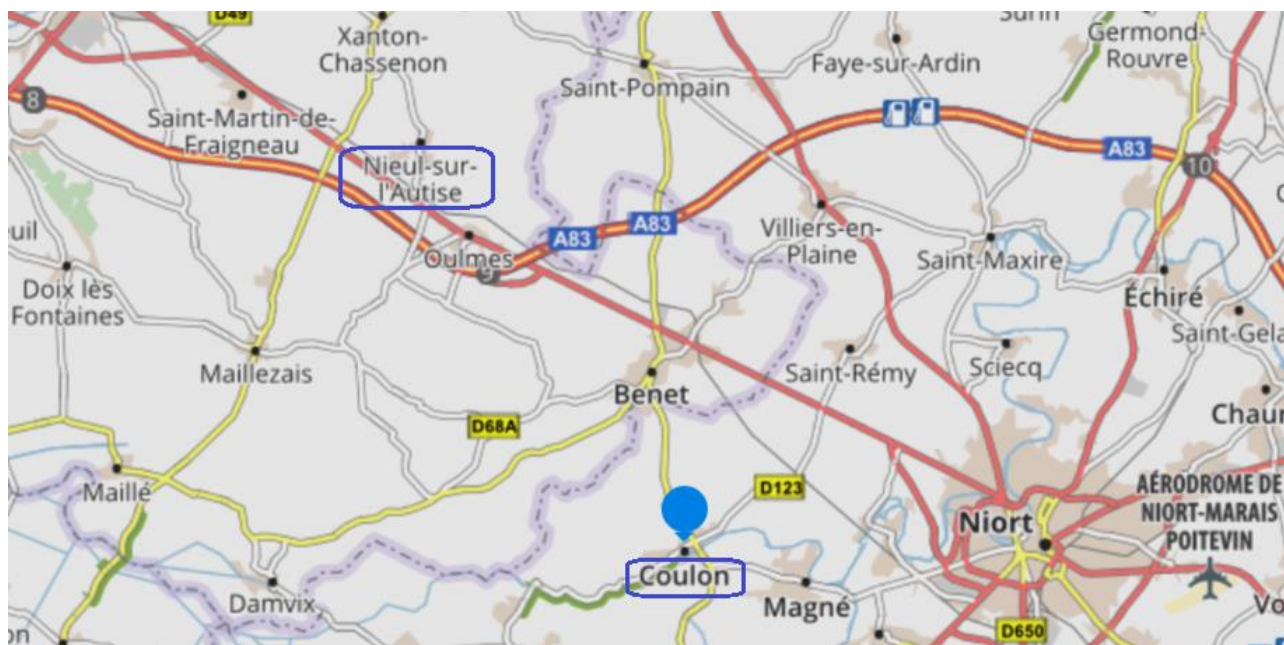 D49
Xanton-
Chassenon
Saint-Pompain
Faye-sur-Ardin
Germond-
Rouvre
8
Saint-Martin-de-
Fraigneau
Nieul-sur-
l'Autise
A83
10
A83
A83
Oulmes
9
Villiers-en-
Plaine
Saint-Maxire
Doix lès
Fontaines
Échiré
Saint-Gela
Maillezais
Benet
Saint-Rémy
Sciecq
Chau
D68A
Maillé
D123
AÉRODROME DE
NIORT-MARAIS
POITEVIN
Niort
Coulon
Damvix
Magné
Vo
D650